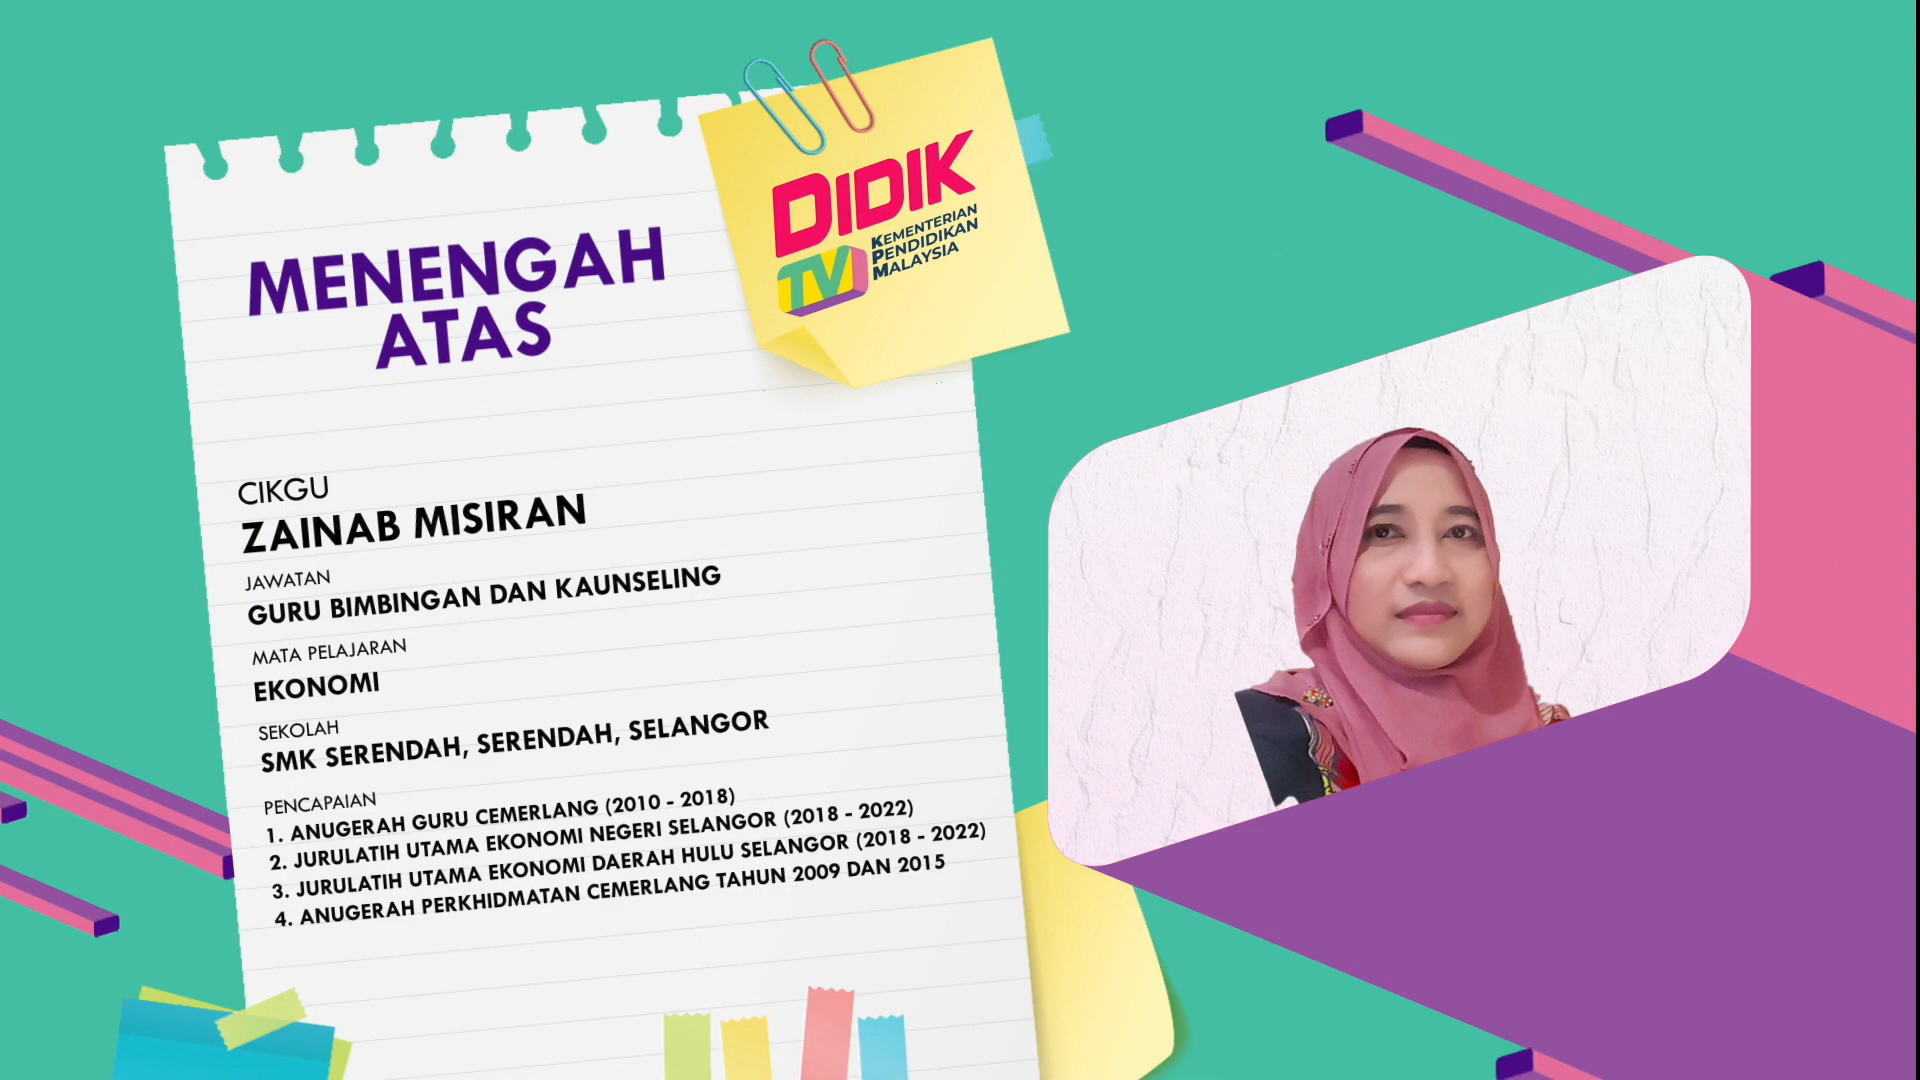 MENENGAH
ATAS
DIDIK
TV
KEMENTERIAN
PENDIDIKAN
MALAYSIA
CIKGU
ZAINAB MISIRAN
JAWATAN
GURU BIMBINGAN DAN KAUNSELING
MATA PELAJARAN
EKONOMI
SEKOLAH
SMK SERENDAH, SERENDAH, SELANGOR
PENCAPAIAN
1. ANUGERAH GURU CEMERLANG (2010 - 2018)
2. JURULATIH UTAMA EKONOMI NEGERI SELANGOR (2018 - 2022)
3. JURULATIH UTAMA EKONOMI DAERAH HULU SELANGOR (2018 - 2022)
4. ANUGERAH PERKHIDMATAN CEMERLANG TAHUN 2009 DAN 2015